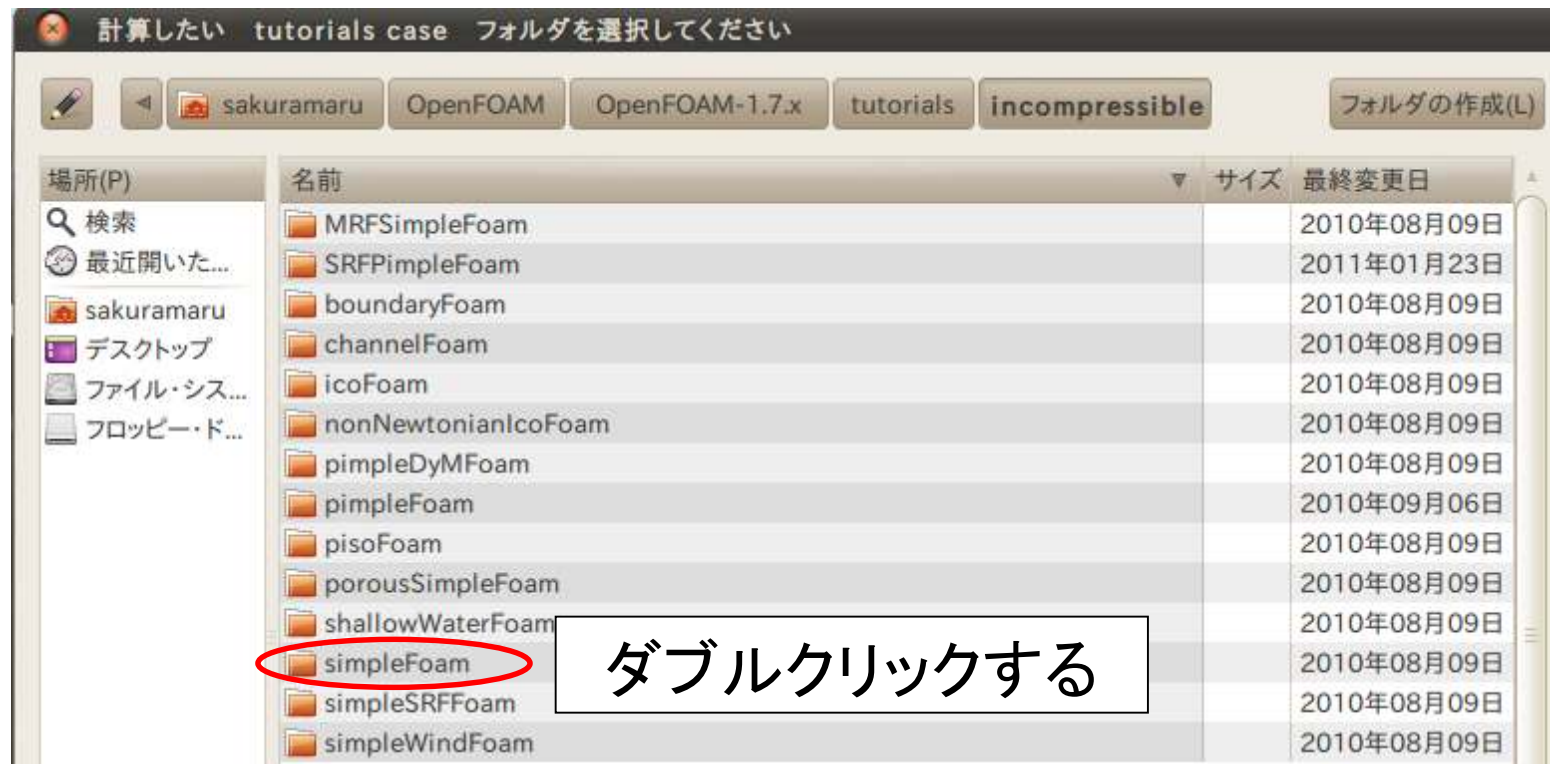 計算したい tutorials case フォルダを選択してください
sakuramaru OpenFOAM OpenFOAM-1.7.x tutorials incompressible フォルダの作成(L)
場所(P) 名前 サイズ 最終変更日
検索 MRFSimpleFoam 2010年08月09日
最近開いた... SRFPimpleFoam 2011年01月23日
sakuramaru boundaryFoam 2010年08月09日
デスクトップ channelFoam 2010年08月09日
ファイル・シス... icoFoam 2010年08月09日
フロッピー・ド... nonNewtonianIcoFoam 2010年08月09日
pimpleDyMFoam 2010年08月09日
pimpleFoam 2010年09月06日
pisoFoam 2010年08月09日
porousSimpleFoam 2010年08月09日
shallowWaterFoam 2010年08月09日
simpleFoam ダブルクリックする 2010年08月09日
simpleSRFFoam 2010年08月09日
simpleWindFoam 2010年08月09日